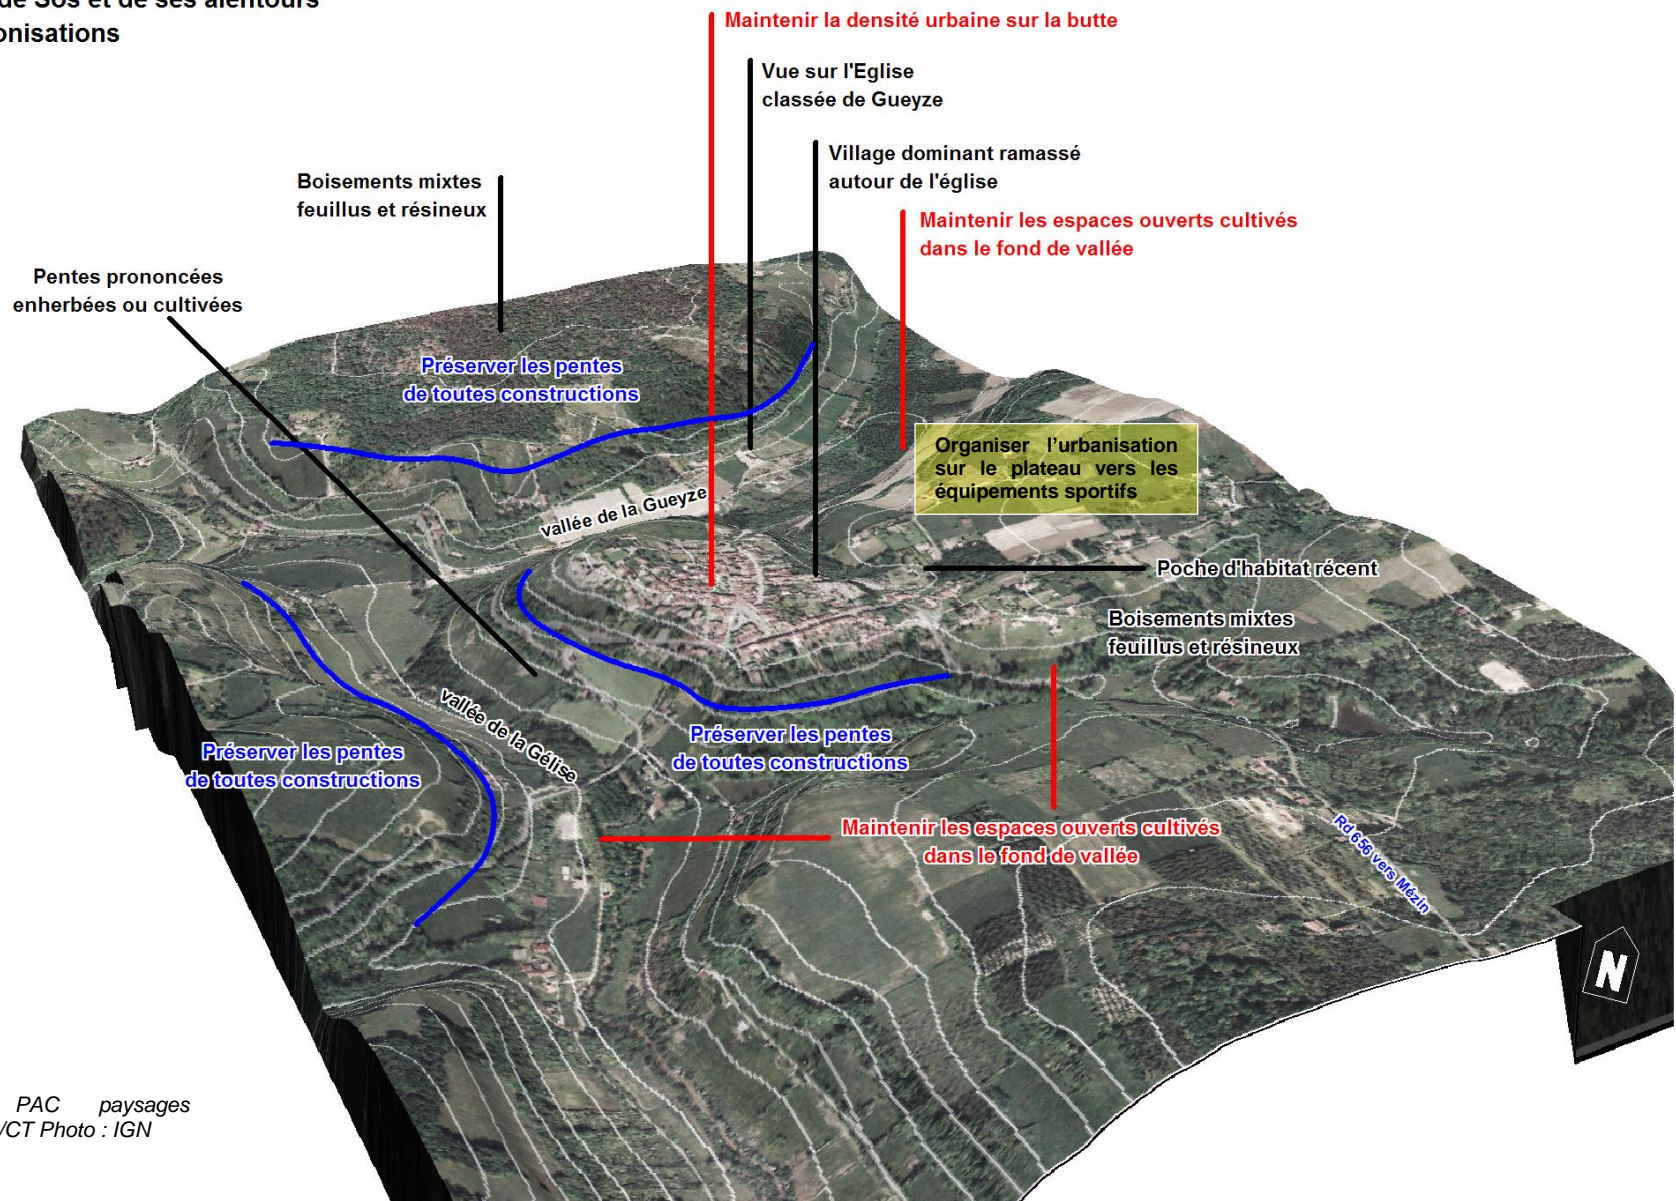 de Sos et de ses alentours
onisations
Maintenir la densité urbaine sur la butte
Vue sur l'Eglise
classée de Gueyze
Village dominant ramassé
autour de l'église
Boisements mixtes
feuillus et résineux
Maintenir les espaces ouverts cultivés
dans le fond de vallée
Pentes prononcées
enherbées ou cultivées
Préserver les pentes
de toutes constructions
Organiser l'urbanisation
sur le plateau vers les
équipements sportifs
vallée de la Gueyze
Poche d'habitat récent
Boisements mixtes
feuillus et résineux
vallée de la Gélise
Préserver les pentes
de toutes constructions
Préserver les pentes
de toutes constructions
Maintenir les espaces ouverts cultivés
dans le fond de vallée
Rd 656 vers Mézin
N
PAC paysages
/CT Photo : IGN